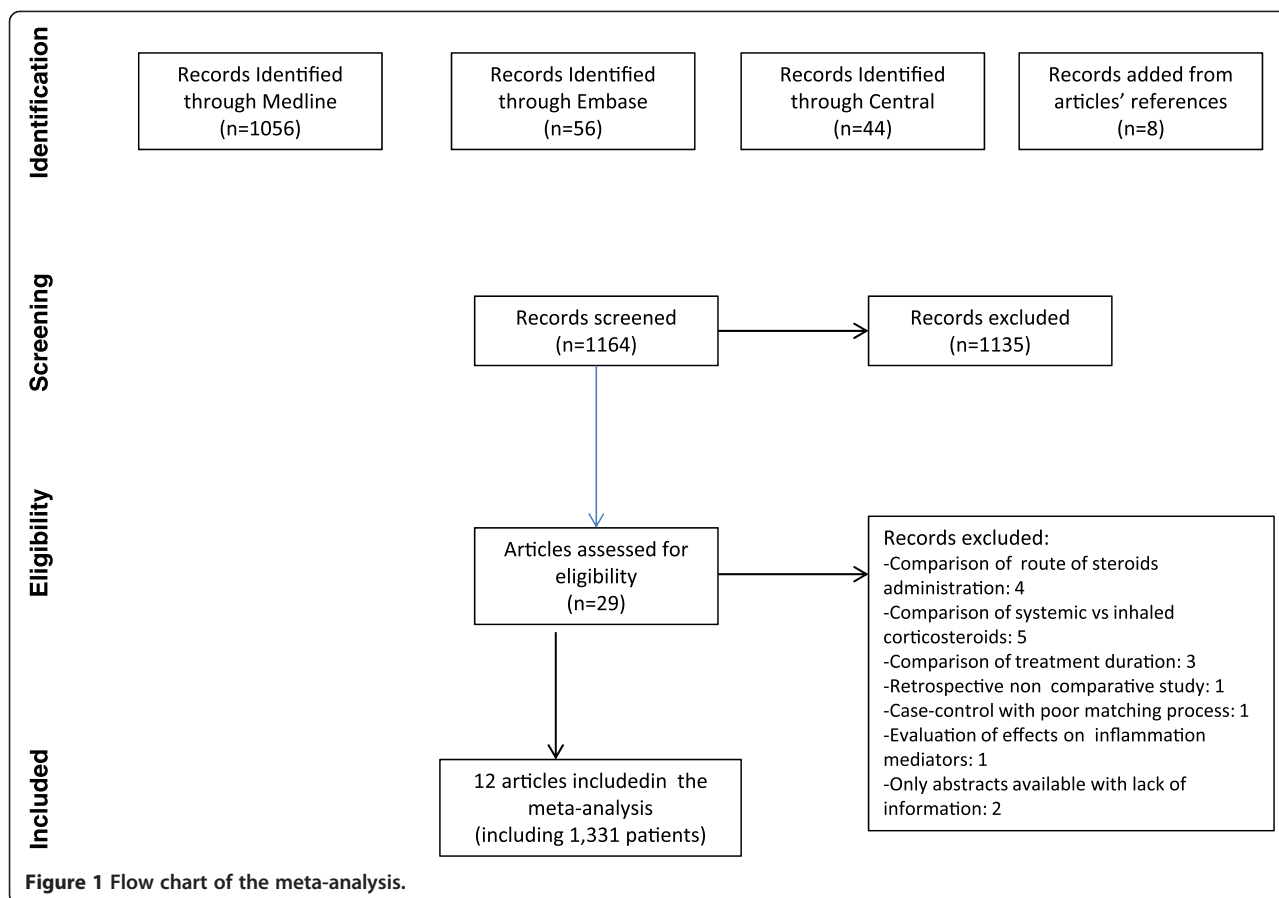 Identification
Records Identified
through Medline
(n=1056)
Records Identified
through Embase
(n=56)
Records Identified
through Central
(n=44)
Records added from
articles’ references
(n=8)
Screening
Records screened
(n=1164)
Records excluded
(n=1135)
Eligibility
Articles assessed for
eligibility
(n=29)
Records excluded:
-Comparison of route of steroids
administration: 4
-Comparison of systemic vs inhaled
corticosteroids: 5
-Comparison of treatment duration: 3
-Retrospective non comparative study: 1
-Case-control with poor matching process: 1
-Evaluation of effects on inflammation
mediators: 1
-Only abstracts available with lack of
information: 2
Included
12 articles includedin the
meta-analysis
(including 1,331 patients)
Figure 1 Flow chart of the meta-analysis.